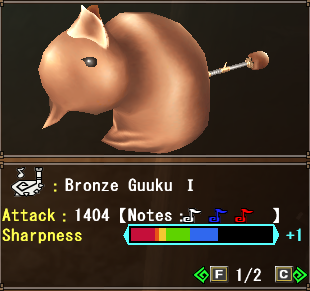 : Bronze Guuku I
Attack : 1404 【Notes : 】
Sharpness +1
F 1/2 C